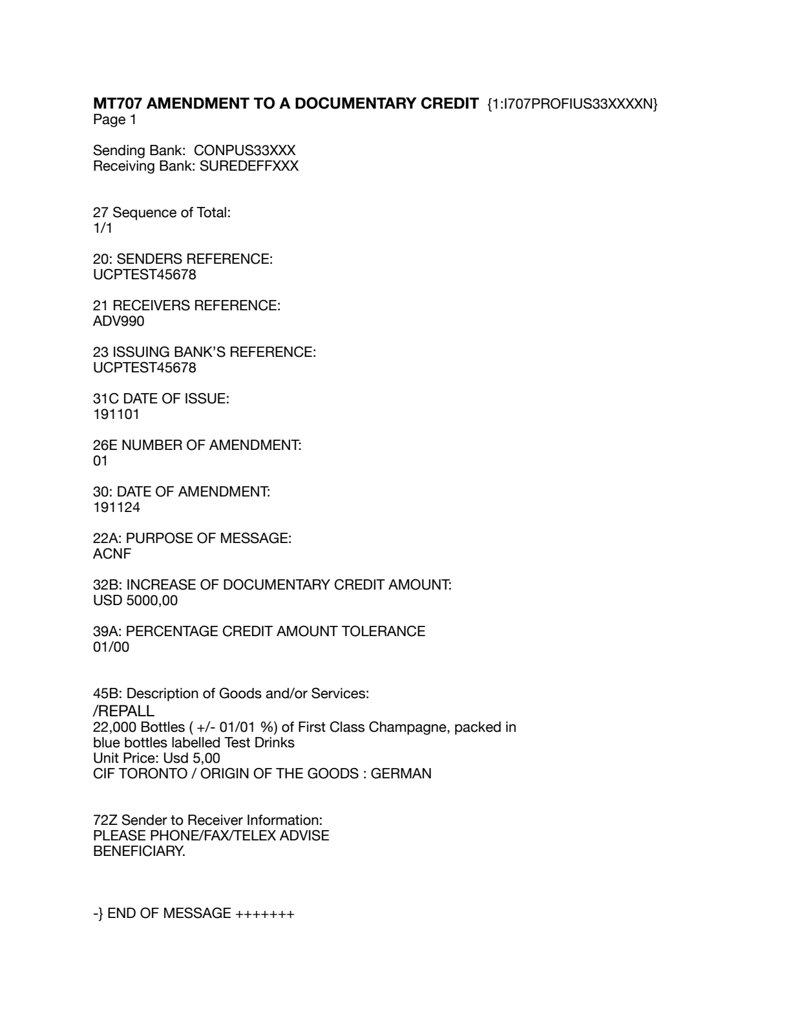 MT707 AMENDMENT TO A DOCUMENTARY CREDIT {1:I707PROFIUS33XXXXN}
Page 1
Sending Bank: CONPUS33XXX
Receiving Bank: SUREDEFFXXX
27 Sequence of Total:
1/1
20: SENDERS REFERENCE:
UCPTEST45678
21 RECEIVERS REFERENCE:
ADV990
23 ISSUING BANK'S REFERENCE:
UCPTEST45678
31C DATE OF ISSUE:
191101
26E NUMBER OF AMENDMENT:
01
30: DATE OF AMENDMENT:
191124
22A: PURPOSE OF MESSAGE:
ACNF
32B: INCREASE OF DOCUMENTARY CREDIT AMOUNT:
USD 5000,00
39A: PERCENTAGE CREDIT AMOUNT TOLERANCE
01/00
45B: Description of Goods and/or Services:
/REPALL
22,000 Bottles ( +/- 01/01 %) of First Class Champagne, packed in
blue bottles labelled Test Drinks
Unit Price: Usd 5,00
CIF TORONTO / ORIGIN OF THE GOODS : GERMAN
72Z Sender to Receiver Information:
PLEASE PHONE/FAX/TELEX ADVISE
BENEFICIARY.
-} END OF MESSAGE +++++++